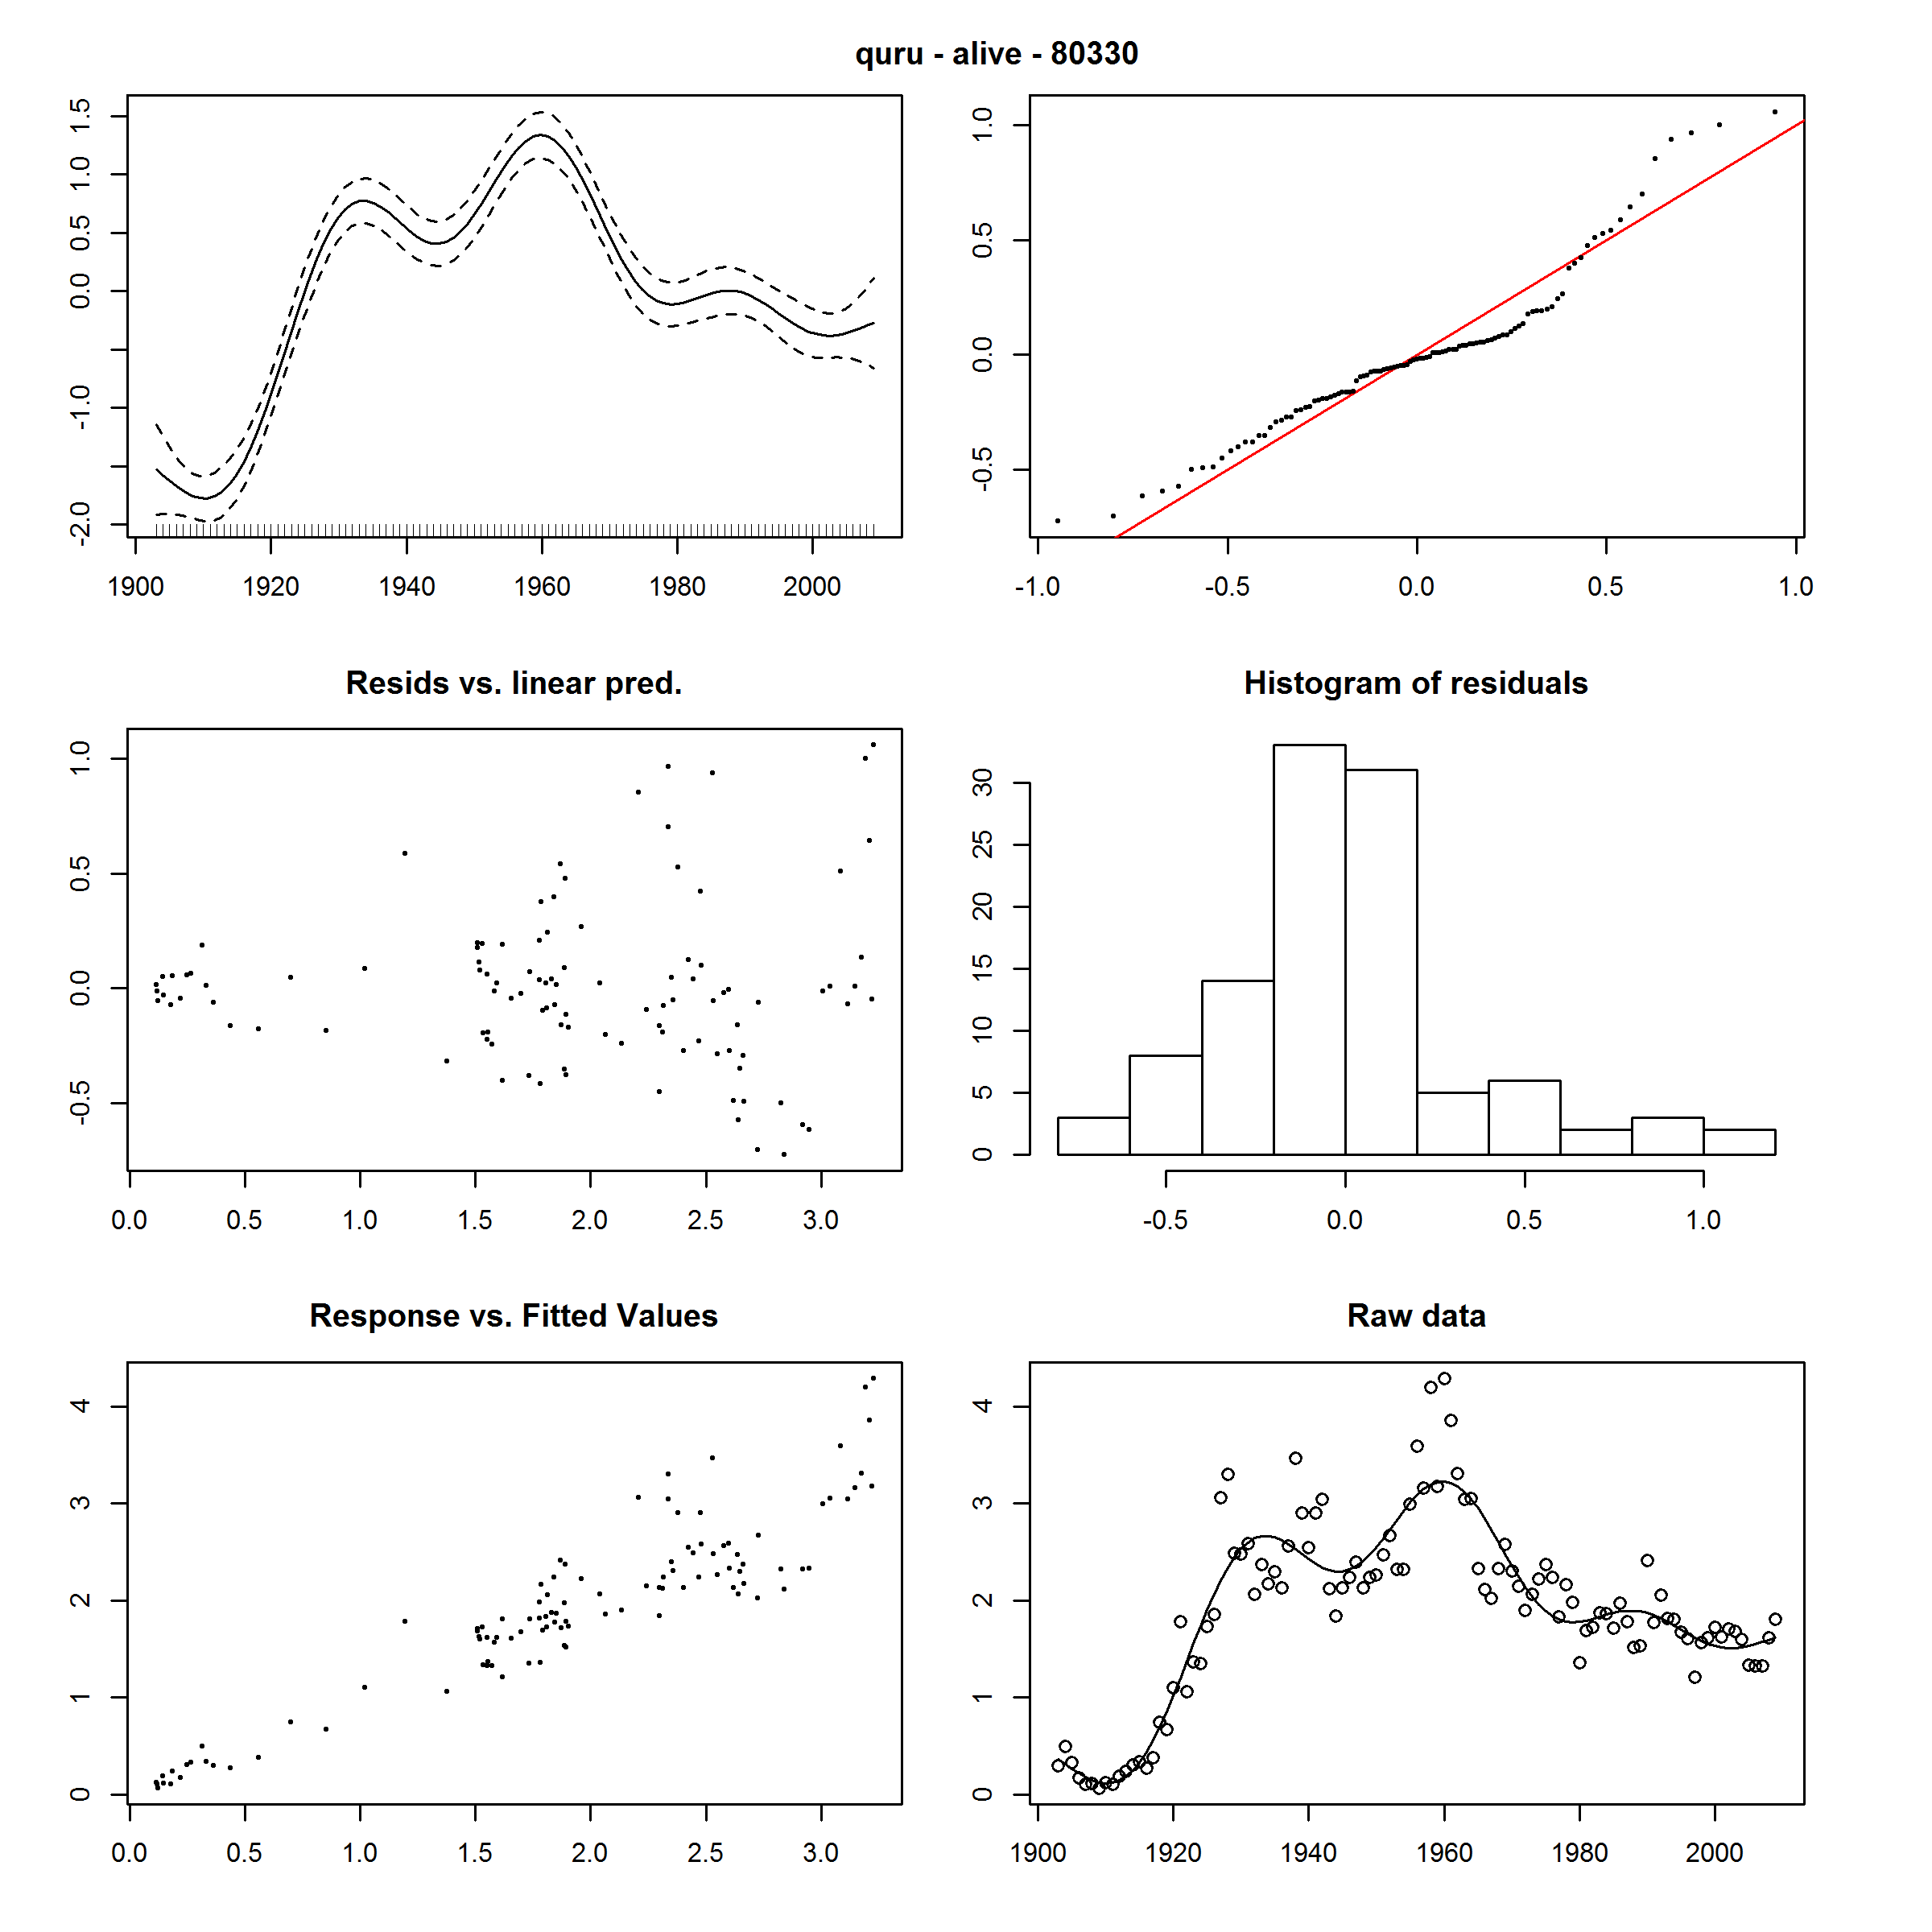 quru - alive - 80330
-2.0 -1.0 0.0 0.5 1.0 1.5
1900 1920 1940 1960 1980 2000
-0.5 0.0 0.5 1.0
-1.0 -0.5 0.0 0.5 1.0
Resids vs. linear pred.
-0.5 0.0 0.5 1.0
0.0 0.5 1.0 1.5 2.0 2.5 3.0
Histogram of residuals
0 5 10 15 20 25 30
-0.5 0.0 0.5 1.0
Response vs. Fitted Values
0 1 2 3 4
0.0 0.5 1.0 1.5 2.0 2.5 3.0
Raw data
0 1 2 3 4
1900 1920 1940 1960 1980 2000